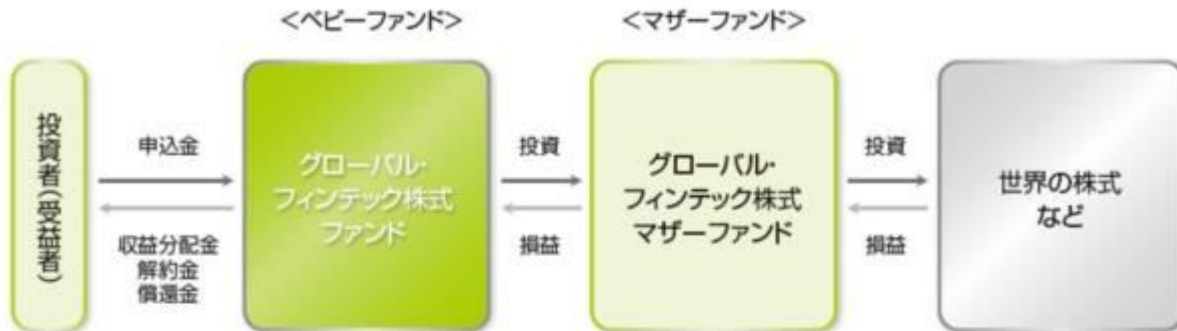 <ベビーファンド>
<マザーファンド>
投資者(受益者)
申込金
収益分配金
解約金
償還金
グローバル・
フィンテック株式
ファンド
投資
損益
グローバル・
フィンテック株式
マザーファンド
投資
損益
世界の株式
など